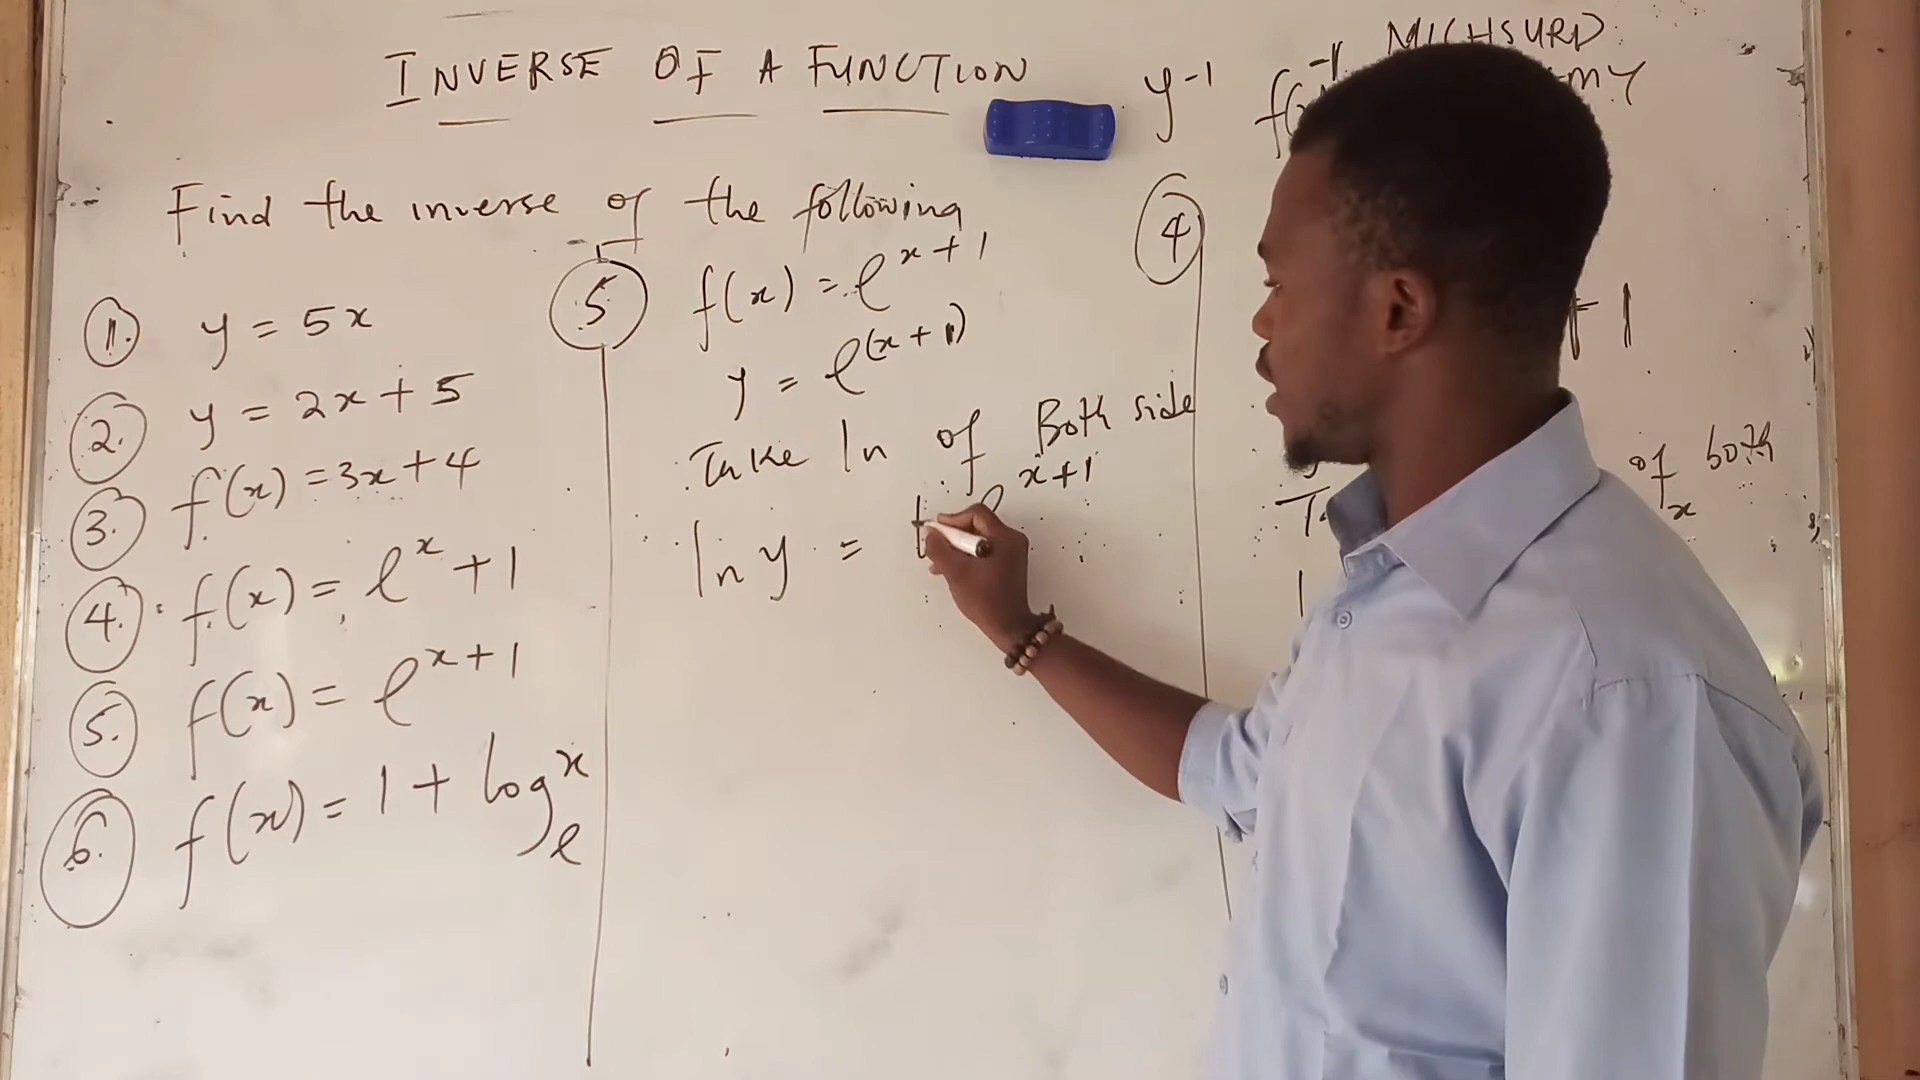 INVERSE OF A FUNCTION
y-1
MICHSURD
Find the inverse of the following
1. y = 5x
2. y = 2x + 5
3. f(x) = 3x + 4
4. f(x) = e^x + 1
5. f(x) = e^x+1
6. f(x) = 1 + log_e^x
5 f(x) = e^x+1
y = e^(x+1)
Take ln of Both side
ln y = e^x+1
4
+ 1
of both
x